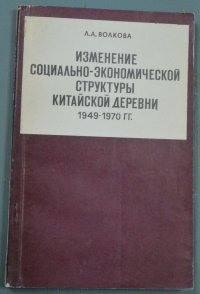 Л.А. ВОЛКОВА
ИЗМЕНЕНИЕ
СОЦИАЛЬНО-ЭКОНОМИЧЕСКОЙ
СТРУКТУРЫ
КИТАЙСКОЙ ДЕРЕВНИ
1949-1970 ГГ.